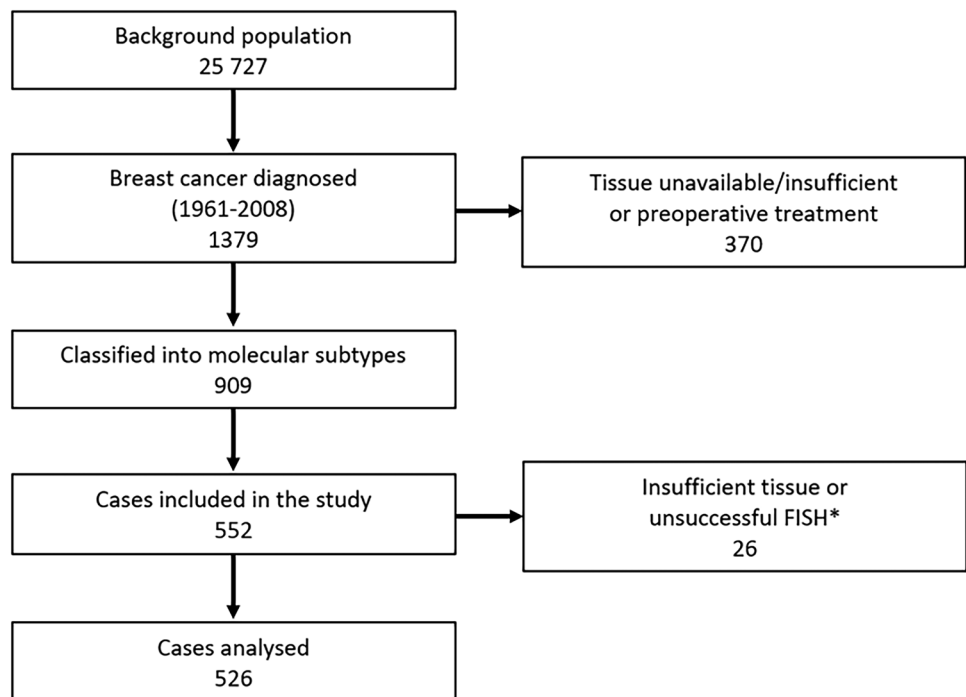 Background population
25 727
Breast cancer diagnosed
(1961-2008)
1379
Tissue unavailable/insufficient
or preoperative treatment
370
Classified into molecular subtypes
909
Cases included in the study
552
Insufficient tissue or
unsuccessful FISH*
26
Cases analysed
526